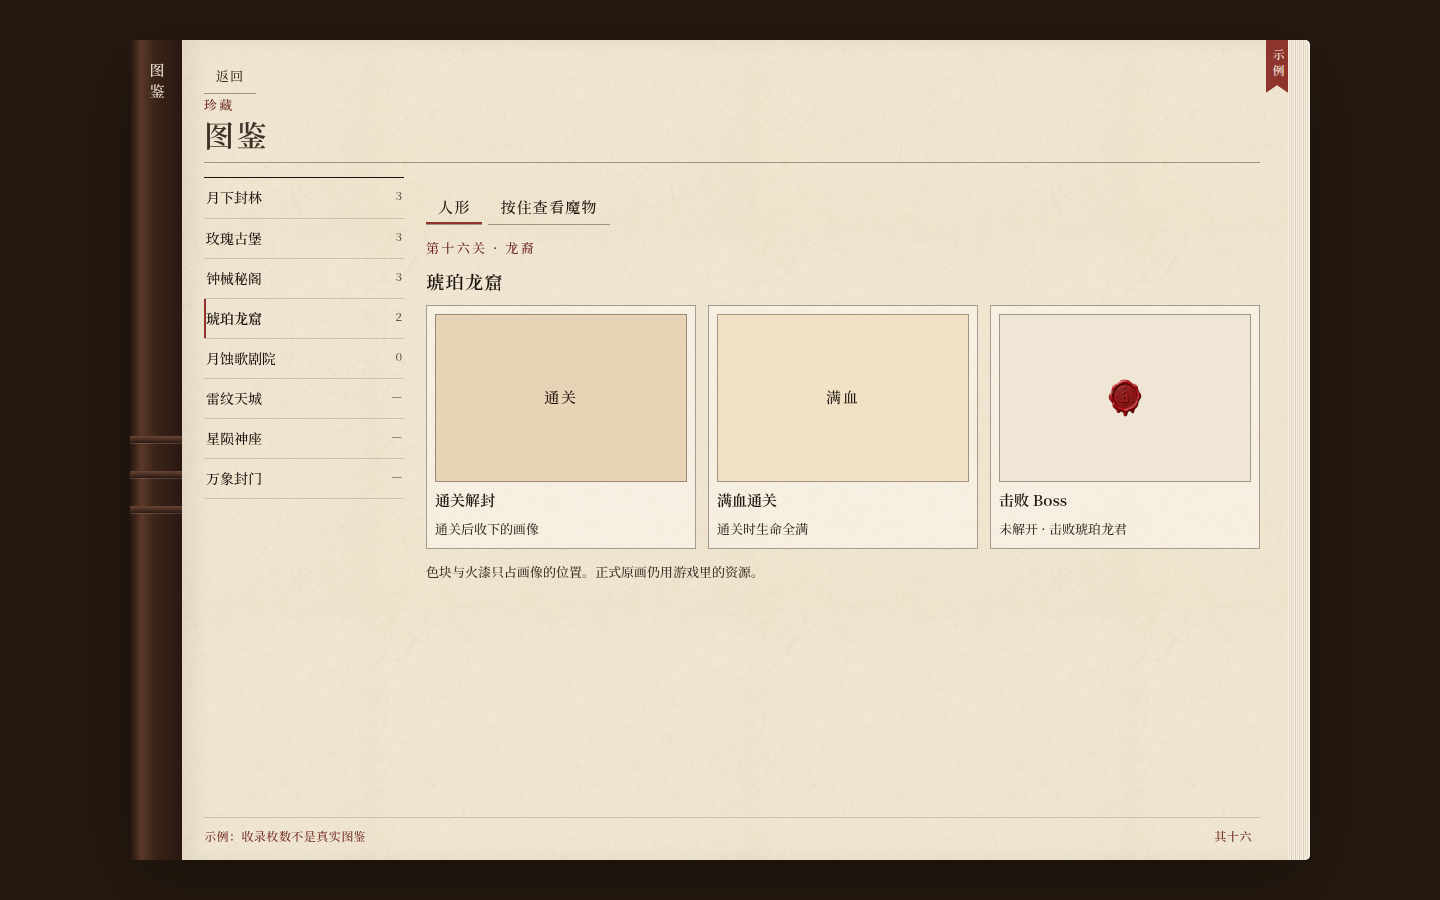 图鉴
示例
返回
珍藏
图鉴
月下封林 3
玫瑰古堡 3
钟械秘阁 3
琥珀龙窟 2
月蚀歌剧院 0
雷纹天城 —
星陨神座 —
万象封门 —
人形 按住查看魔物
第十六关 · 龙裔
琥珀龙窟
通关
通关解封
通关后收下的画像
满血
满血通关
通关时生命全满
击败 Boss
未解开 · 击败琥珀龙君
色块与火漆只占画像的位置。正式原画仍用游戏里的资源。
示例：收录枚数不是真实图鉴
其十六